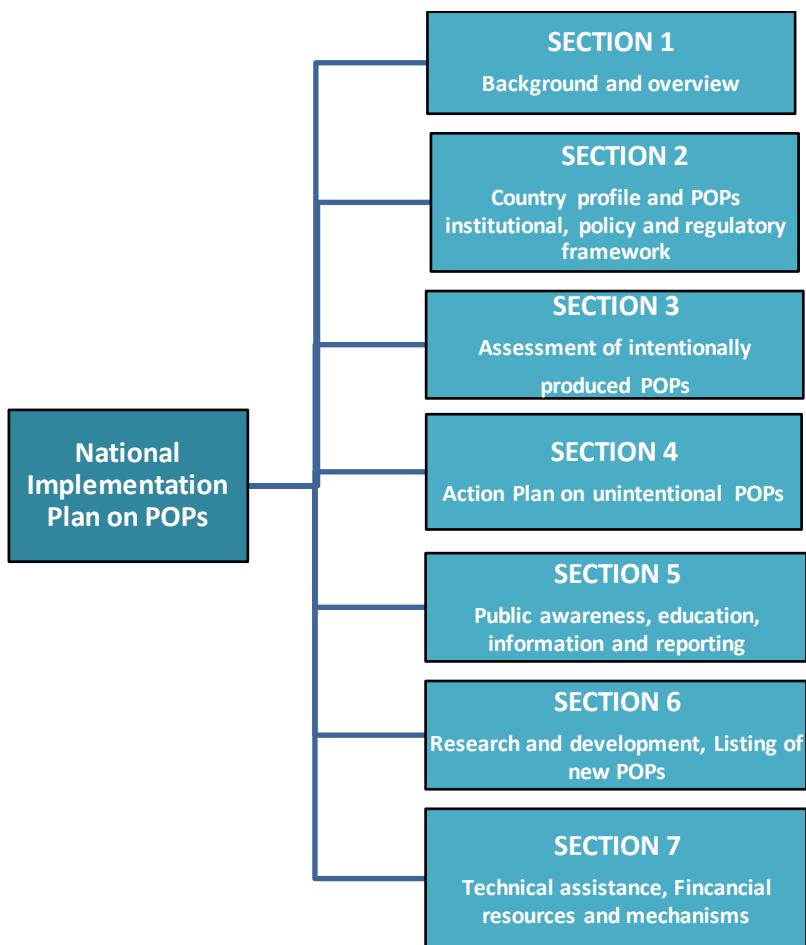 National
Implementation
Plan on POPs
SECTION 1
Background and overview
SECTION 2
Country profile and POPs
institutional, policy and regulatory
framework
SECTION 3
Assessment of intentionally
produced POPs
SECTION 4
Action Plan on unintentional POPs
SECTION 5
Public awareness, education,
information and reporting
SECTION 6
Research and development, Listing of
new POPs
SECTION 7
Technical assistance, Fincancial
resources and mechanisms